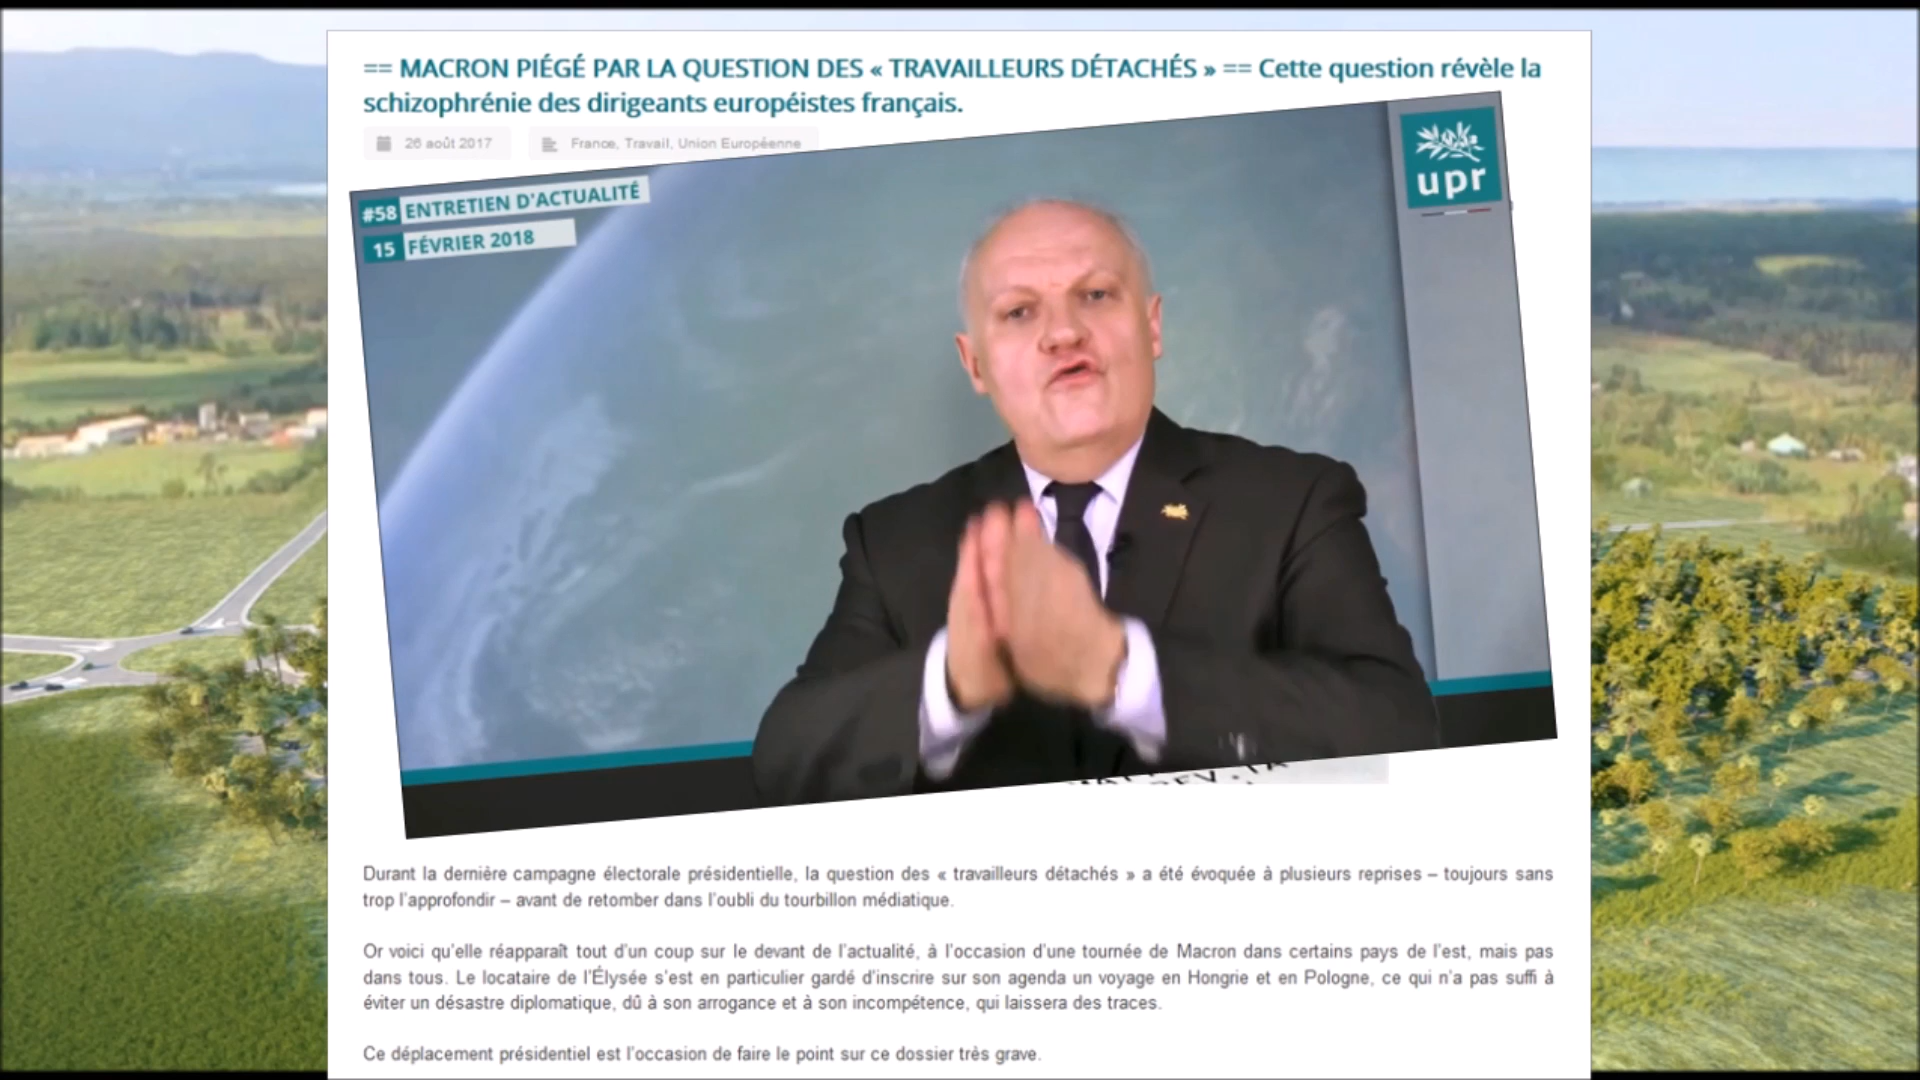 == MACRON PIÉGÉ PAR LA QUESTION DES « TRAVAILLEURS DÉTACHÉS » == Cette question révèle la
schizophrénie des dirigeants européistes français.
26 août 2017
France, Travail, Union Européenne
#58 ENTRETIEN D'ACTUALITÉ
15 FÉVRIER 2018
upr
Durant la dernière campagne électorale présidentielle, la question des « travailleurs détachés » a été évoquée à plusieurs reprises – toujours sans
trop l'approfondir – avant de retomber dans l'oubli du tourbillon médiatique.
Or voici qu'elle réapparaît tout d'un coup sur le devant de l'actualité, à l'occasion d'une tournée de Macron dans certains pays de l'est, mais pas
dans tous. Le locataire de l'Élysée s'est en particulier gardé d'inscrire sur son agenda un voyage en Hongrie et en Pologne, ce qui n'a pas suffi à
éviter un désastre diplomatique, dû à son arrogance et à son incompétence, qui laissera des traces.
Ce déplacement présidentiel est l'occasion de faire le point sur ce dossier très grave.